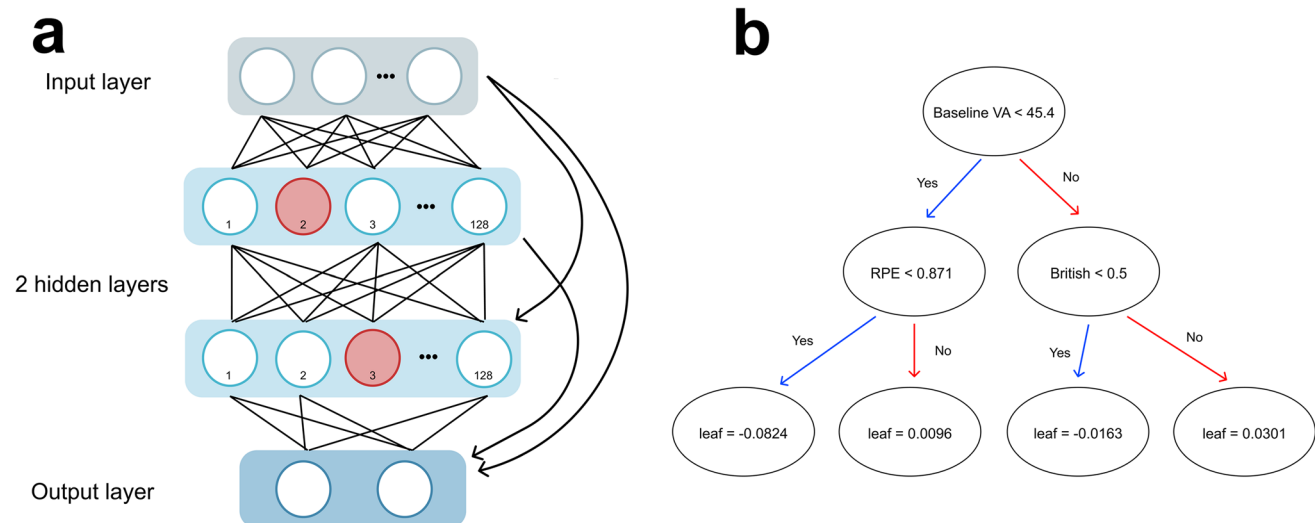 a
Input layer
•••
1
2
3
•••
128
2 hidden layers
1
2
3
•••
128
Output layer
b
Baseline VA < 45.4
Yes
No
RPE < 0.871
British < 0.5
Yes
No
Yes
No
leaf = -0.0824
leaf = 0.0096
leaf = -0.0163
leaf = 0.0301